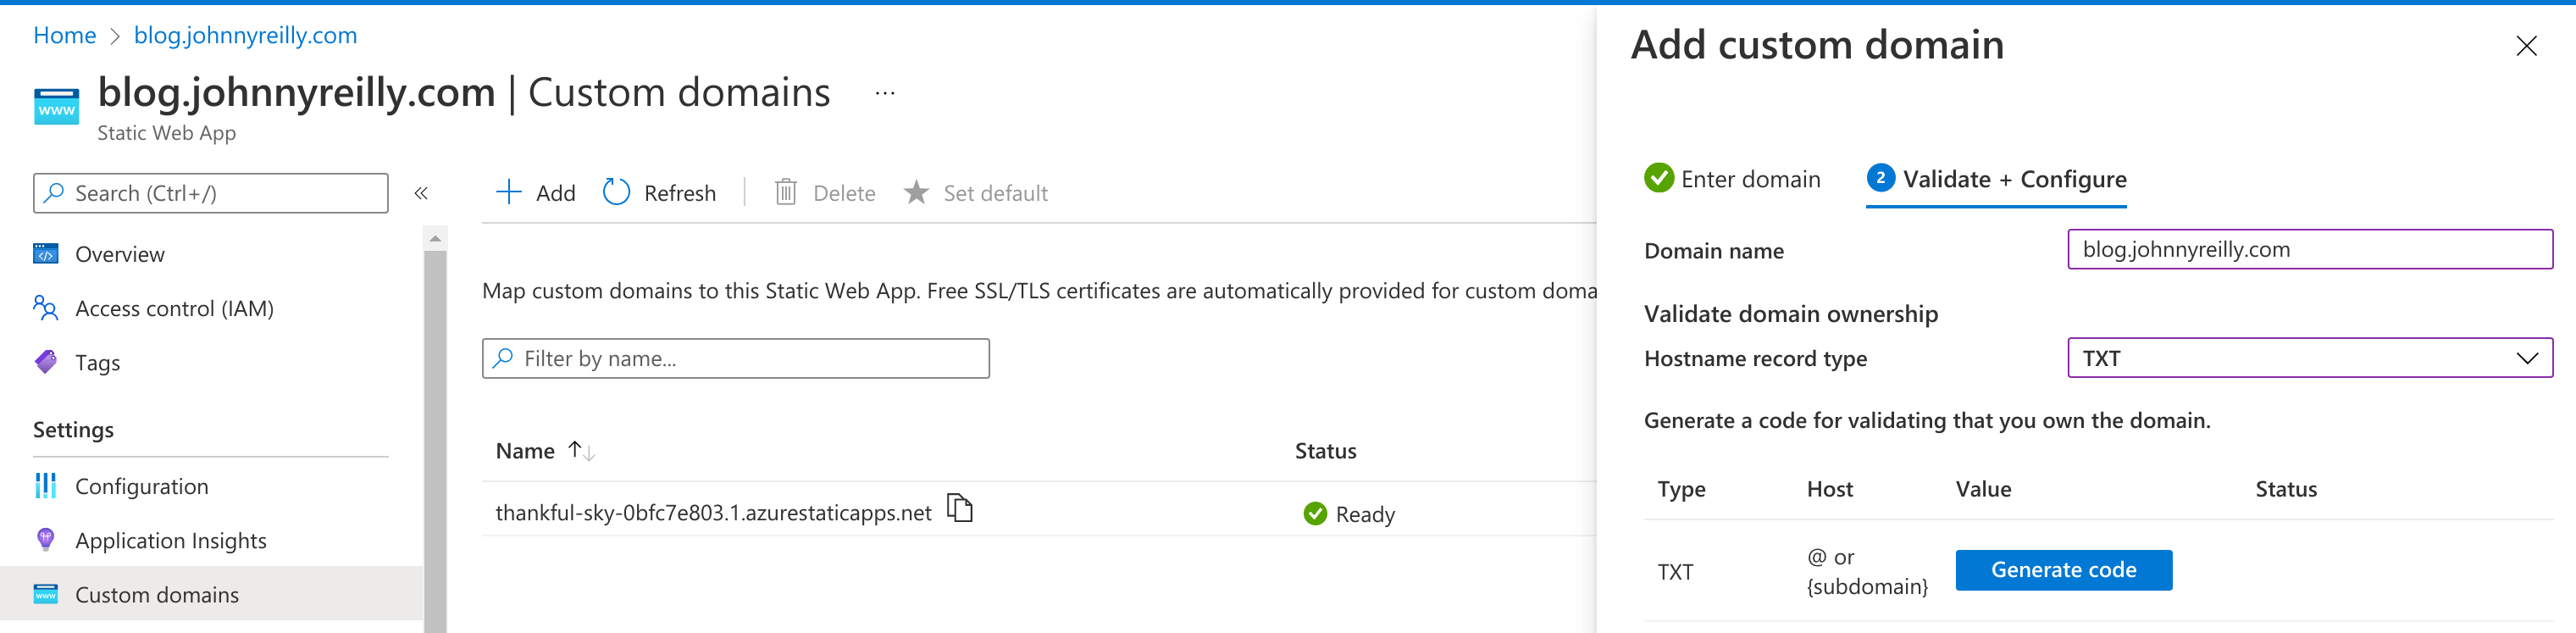 Home > blog.johnnyreilly.com
www
blog.johnnyreilly.com | Custom domains ...
Static Web App
Search (Ctrl+/) «
Overview
Access control (IAM)
Tags
Settings
Configuration
Application Insights
www
Custom domains
Add Refresh Delete Set default
Map custom domains to this Static Web App. Free SSL/TLS certificates are automatically provided for custom doma
Filter by name...
Name Status
thankful-sky-0bfc7e803.1.azurestaticapps.net Ready
Add custom domain
Enter domain 2 Validate + Configure
Domain name blog.johnnyreilly.com
Validate domain ownership
Hostname record type TXT
Generate a code for validating that you own the domain.
Type Host Value Status
TXT @ or Generate code
{subdomain}